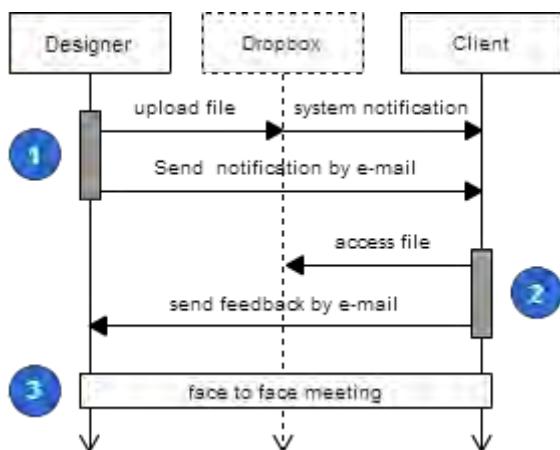 Designer
Dropbox
Client
upload file
system notification
1
Send notification by e-mail
access file
2
send feedback by e-mail
3
face to face meeting